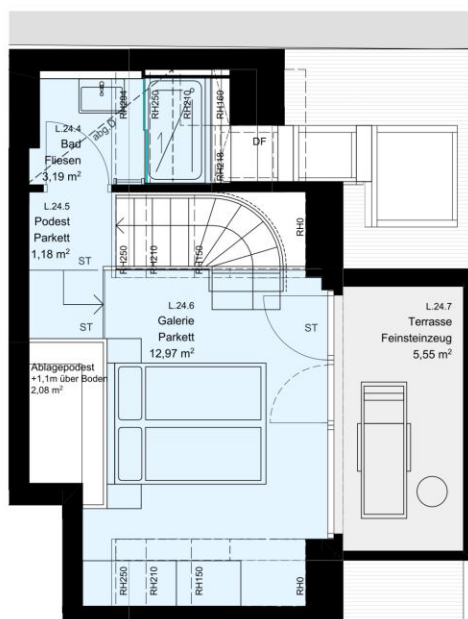 RH204
RH250
RH210
RH160
RH218
DF
L.24.4
abg.D
Bad
Fliesen
3,19 m²
L.24.5
Podest
Parkett
1,18 m²
ST
RH250
RH210
RH150
RH0
ST
L.24.6
Galerie
Parkett
12,97 m²
ST
L.24.7
Terrasse
Feinsteinzeug
5,55 m²
Ablagepodest
+1,1m über Boden
2,08 m²
RH250
RH210
RH150
RH0